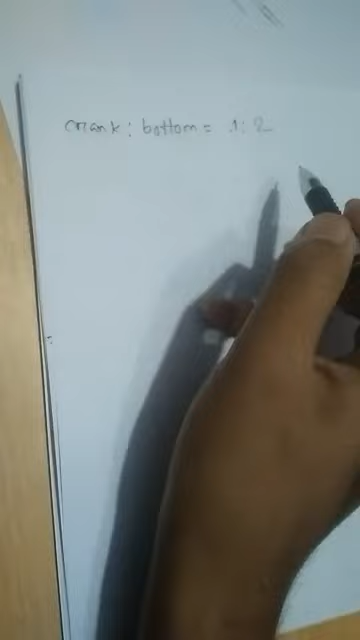 crank : bottom = 1 : 2